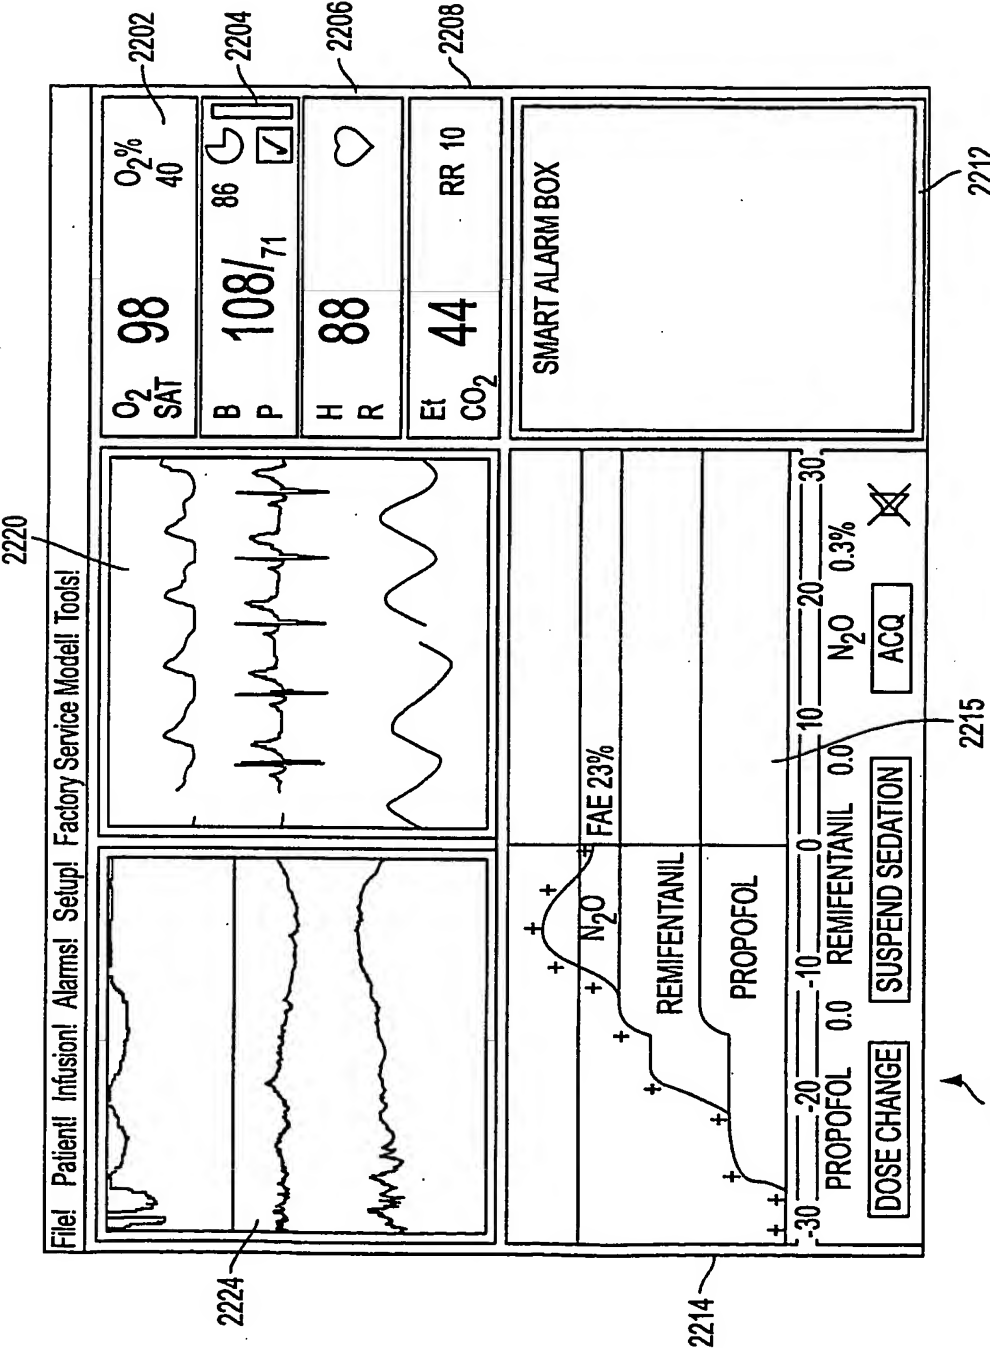 2202
2204
2206
2208
2220
File! Patient! Infusion! Alarms! Setup! Factory Service Model! Tools!
O2 SAT 98 O2% 40
B P 108/71 86
H R 88
Et CO2 44 RR 10
2224
SMART ALARM BOX
N2O FAE 23%
REMIFENTANIL
PROPOFOL
2214
2212
-30 -20 -10 0 10 20 30
PROPOFOL 0.0 REMIFENTANIL 0.0 N2O 0.3%
DOSE CHANGE SUSPEND SEDATION ACQ
2215